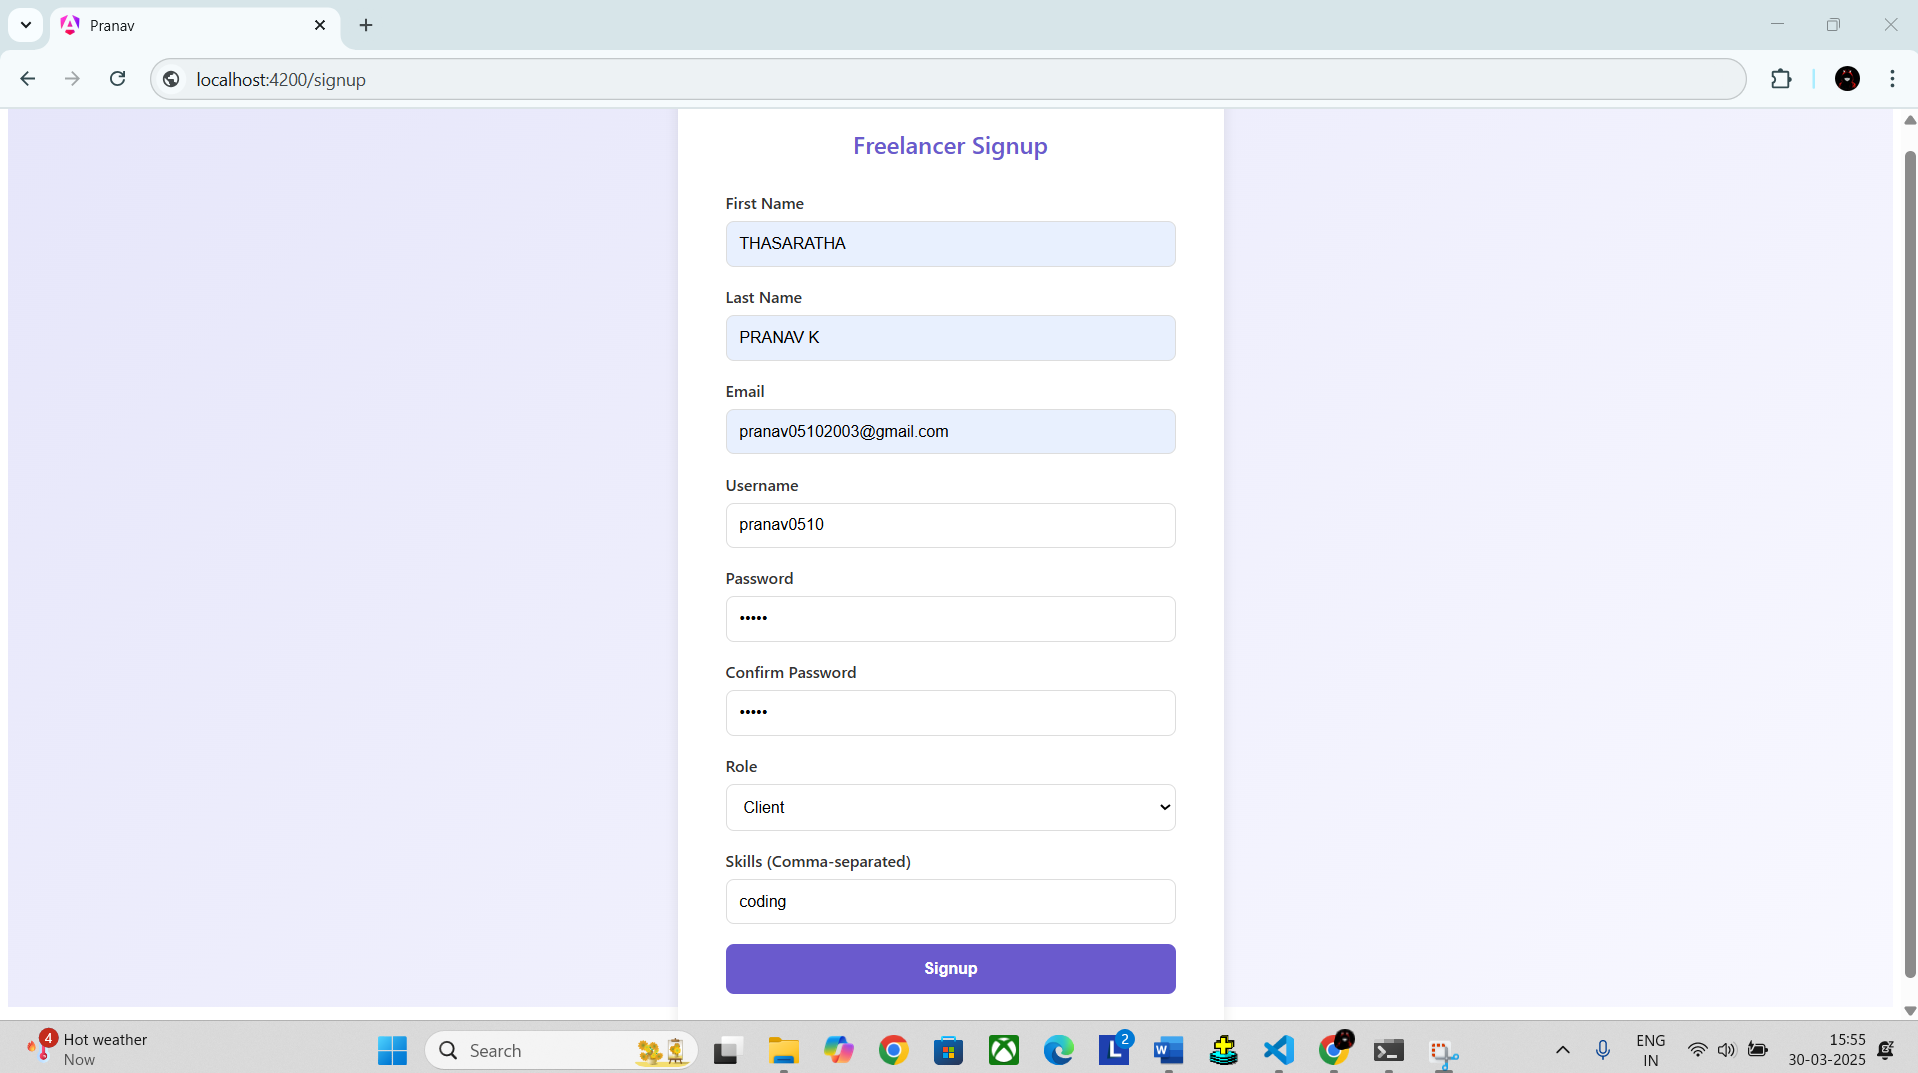 Pranav
localhost:4200/signup
Freelancer Signup
First Name
THASARATHA
Last Name
PRANAV K
Email
pranav05102003@gmail.com
Username
pranav0510
Password
•••••
Confirm Password
•••••
Role
Client
Skills (Comma-separated)
coding
Signup
4
Hot weather
Now
Search
L
2
W
ENG
IN
15:55
30-03-2025